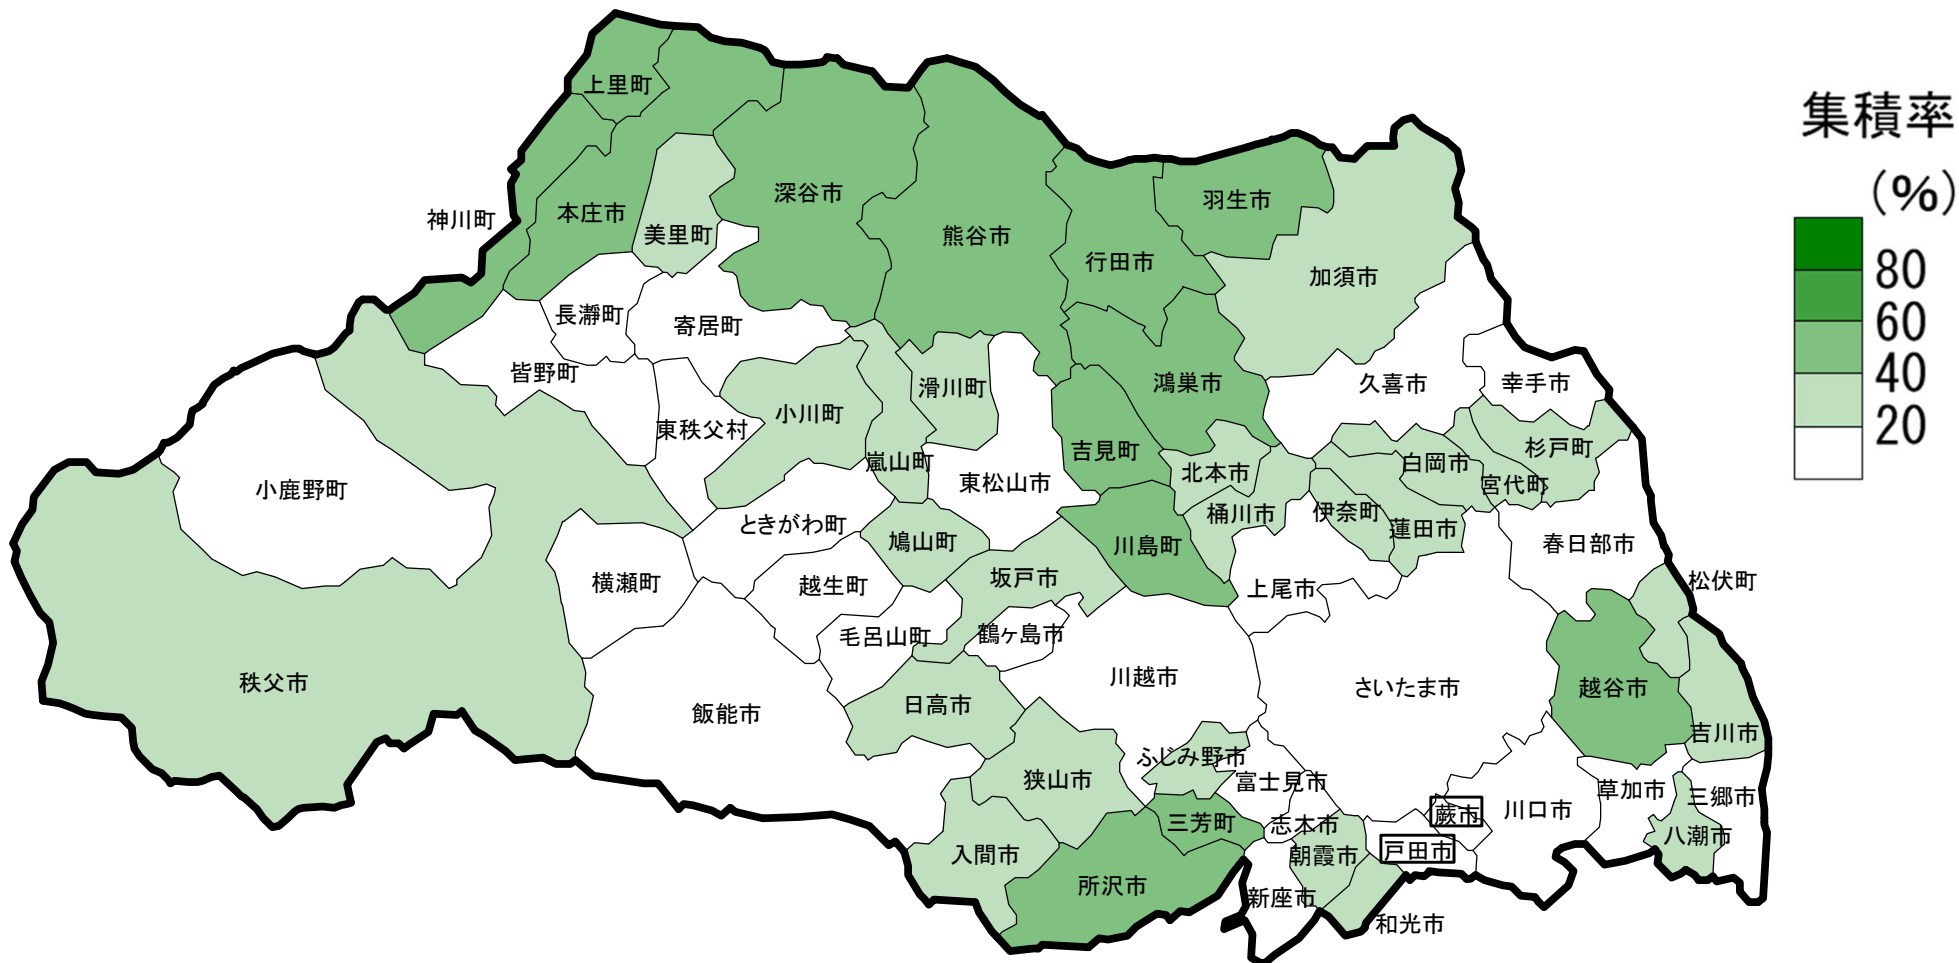 集積率
(%)
80
60
40
20
上里町
神川町
本庄市
美里町
深谷市
熊谷市
行田市
羽生市
加須市
長瀞町
寄居町
皆野町
東秩父村
小川町
嵐山町
滑川町
東松山市
吉見町
鴻巣市
久喜市
幸手市
杉戸町
白岡市
宮代町
北本市
桶川市
伊奈町
蓮田市
春日部市
松伏町
小鹿野町
ときがわ町
鳩山町
川島町
上尾市
横瀬町
越生町
坂戸市
毛呂山町
鶴ヶ島市
秩父市
飯能市
日高市
川越市
さいたま市
越谷市
吉川市
狭山市
ふじみ野市
富士見市
三芳町
志木市
蕨市
川口市
草加市
三郷市
八潮市
戸田市
朝霞市
入間市
所沢市
新座市
和光市